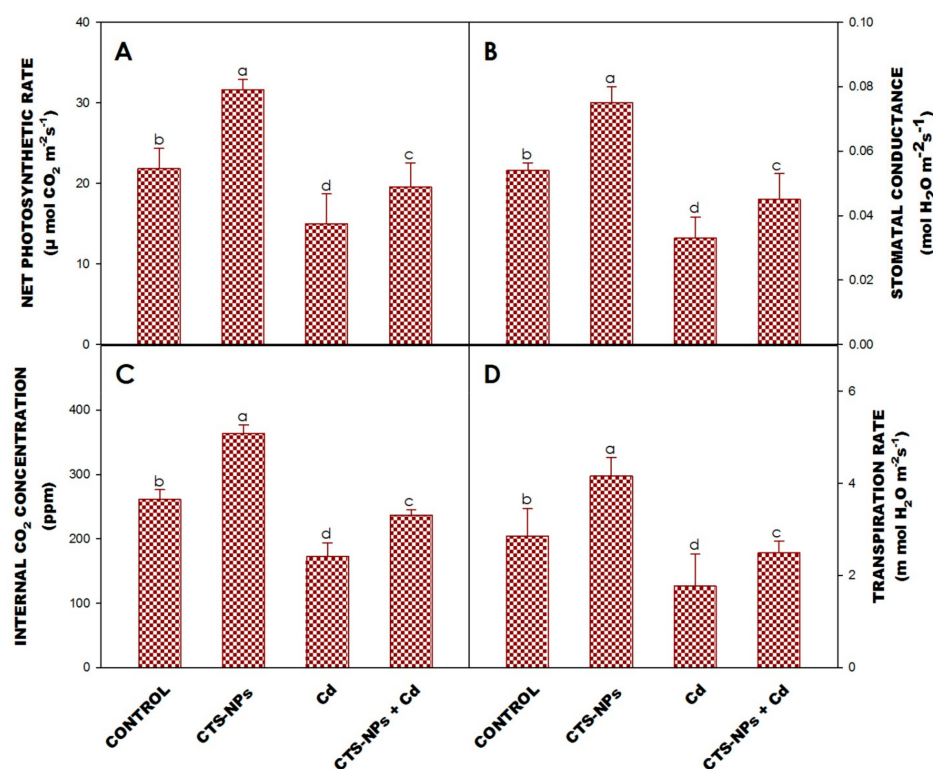 A
NET PHOTOSYNTHETIC RATE
(µ mol CO₂ m⁻²s⁻¹)
40
30
20
10
0
b
a
d
c
B
STOMATAL CONDUCTANCE
(mol H₂O m⁻²s⁻¹)
0.10
0.08
0.06
0.04
0.02
0.00
b
a
d
c
C
INTERNAL CO₂ CONCENTRATION
(ppm)
400
300
200
100
0
b
a
d
c
D
TRANSPIRATION RATE
(m mol H₂O m⁻²s⁻¹)
6
4
2
0
b
a
d
c
CONTROL
CTS-NPs
Cd
CTS-NPs + Cd
CONTROL
CTS-NPs
Cd
CTS-NPs + Cd